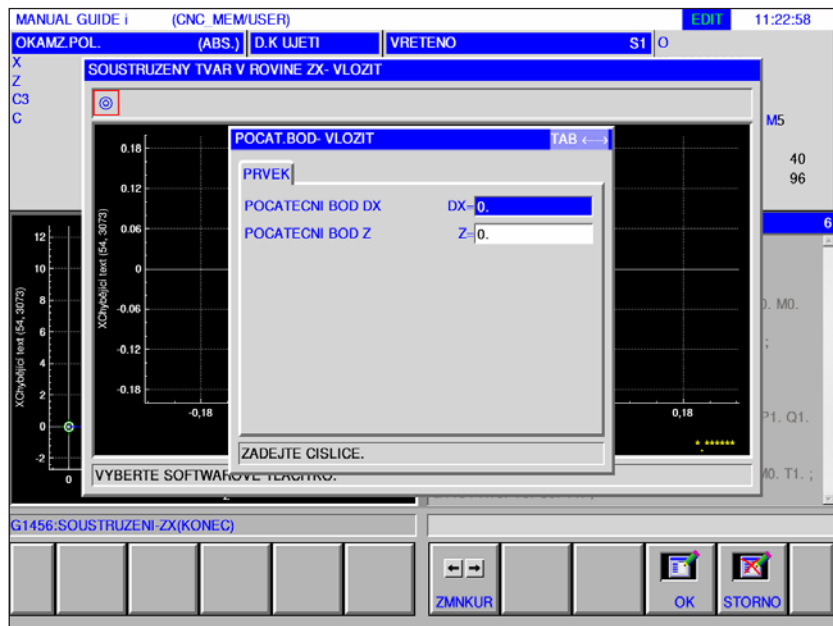 MANUAL GUIDE i (CNC_MEM/USER) EDIT 11:22:58
OKAMZ.POL. (ABS.) D.K UJETI VRETENO S1 O
X
Z
C3
C
SOUSTRUZENY TVAR V ROVINE ZX- VLOZIT
M5
40
96
POCAT.BOD- VLOZIT TAB ←→
PRVEK
POCATECNI BOD DX DX= 0.
POCATECNI BOD Z Z= 0.
ZADEJTE CISLICE.
0.18
0.12
0.06
0
-0.06
-0.12
-0.18
XChybějící text (54, 3073)
-0,18
0,18
*.******
VYBERTE SOFTWAROVE TLACITKO.
12
10
8
6
4
2
0
-2
XChybějící text (54, 3073)
0
6
0. M0.
;
P1. Q1.
M0. T1. ;
G1456:SOUSTRUZENI-ZX(KONEC)
ZMNKUR OK STORNO